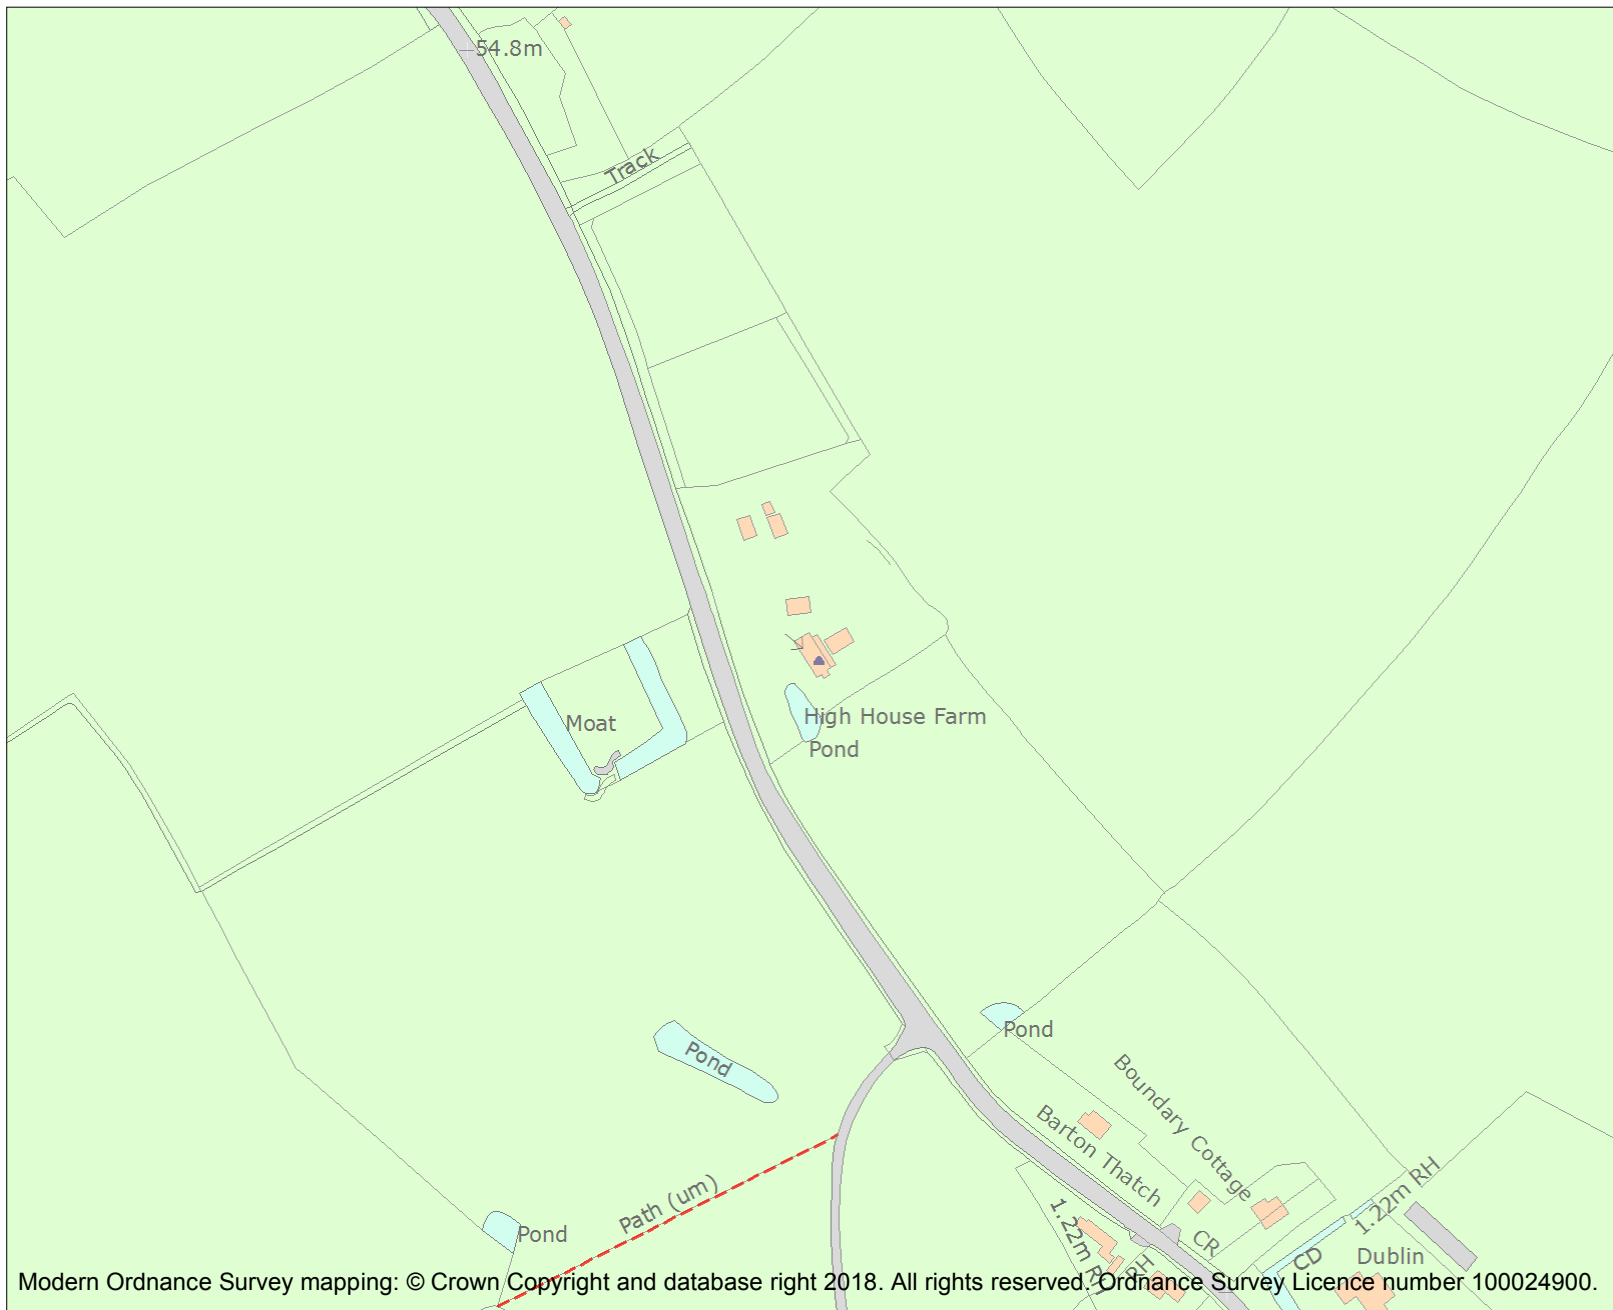 54.8m
Track
Moat
High House Farm
Pond
Pond
Pond
Boundary Cottage
Barton Thatch
Path (um)
Pond
1.22m RH
1.22m RH
RH
CR
CD
Dublin
Modern Ordnance Survey mapping: © Crown Copyright and database right 2018. All rights reserved. Ordnance Survey Licence number 100024900.